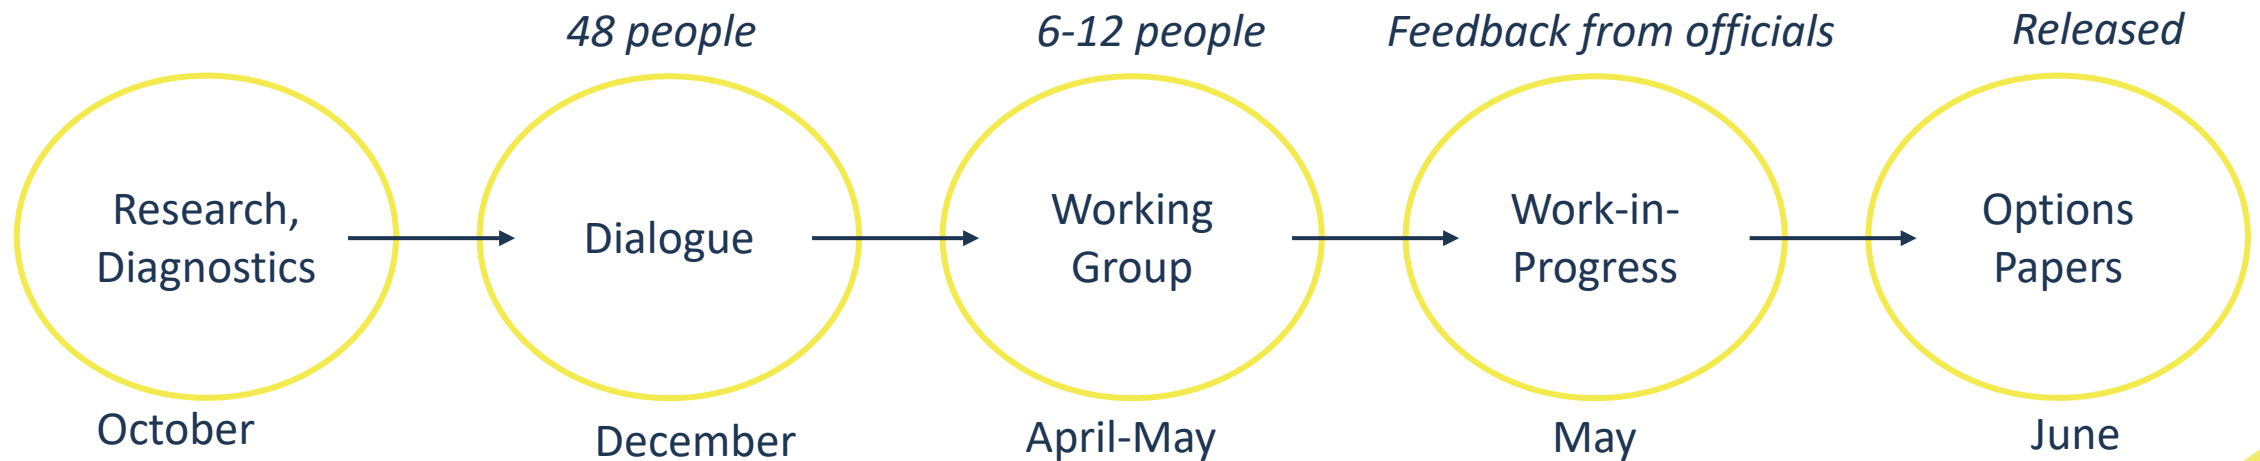 48 people
6-12 people
Feedback from officials
Released
Research,
Diagnostics
Dialogue
Working
Group
Work-in-
Progress
Options
Papers
October
December
April-May
May
June